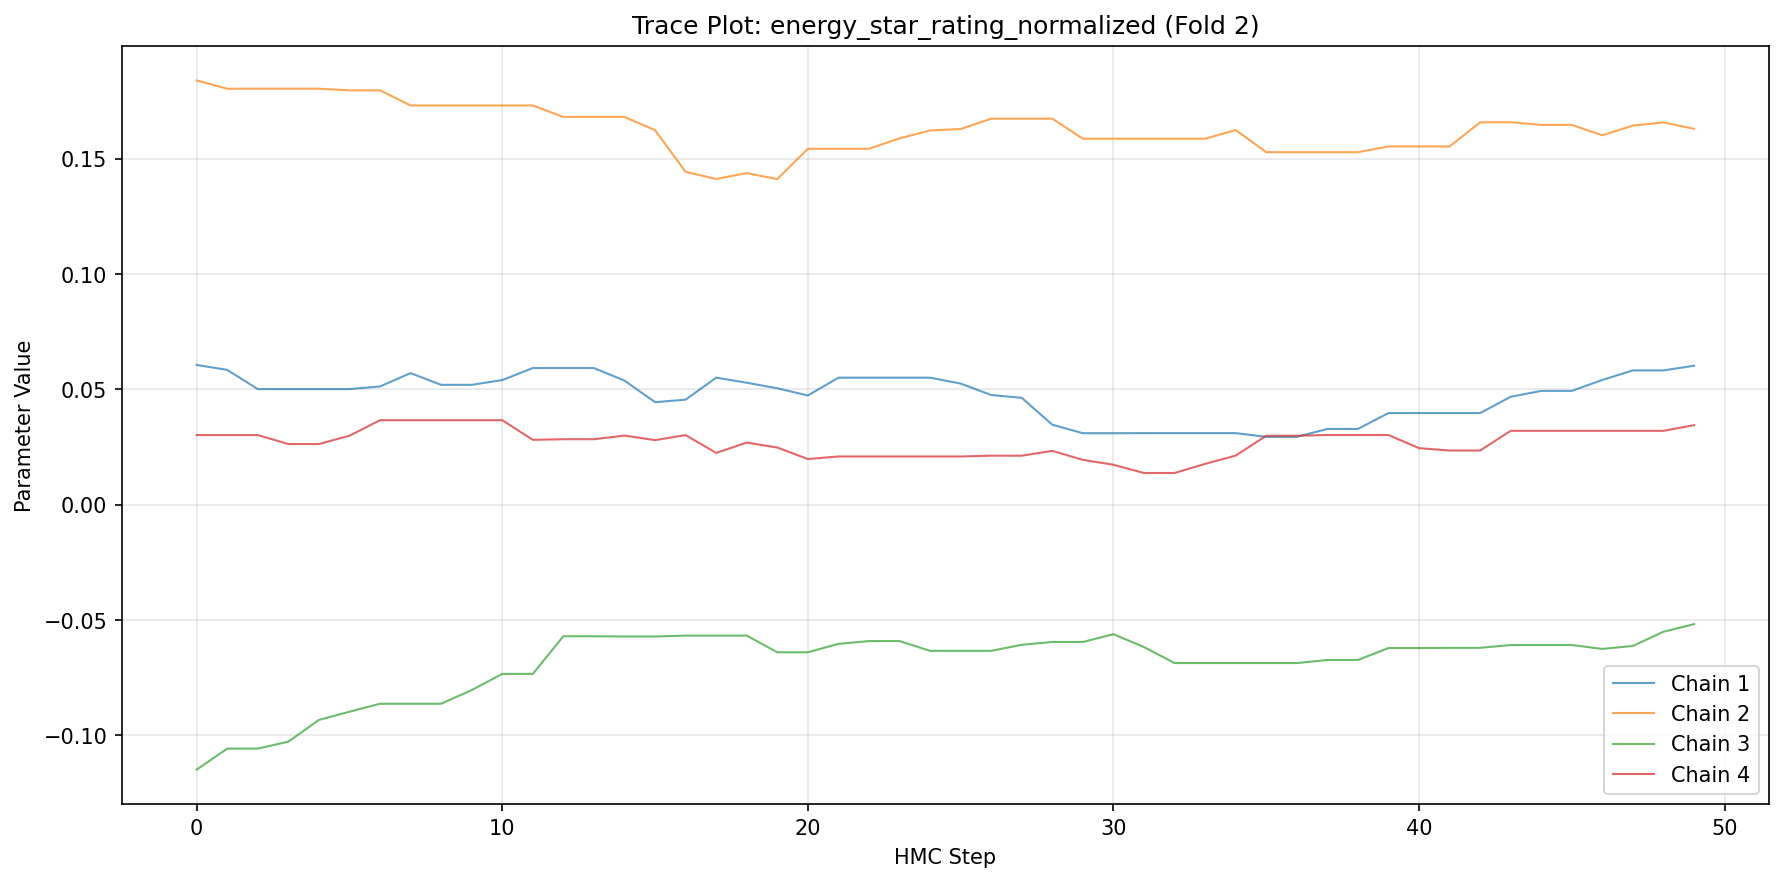 Trace Plot: energy_star_rating_normalized (Fold 2)
Parameter Value
0.15
0.10
0.05
0.00
−0.05
−0.10
0
10
20
30
40
50
HMC Step
Chain 1
Chain 2
Chain 3
Chain 4